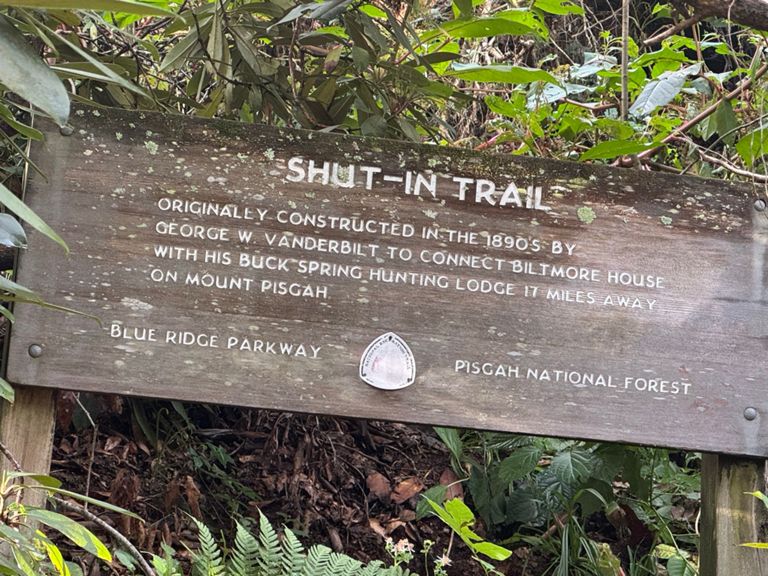 SHUT-IN TRAIL
ORIGINALLY CONSTRUCTED IN THE 1890'S BY
GEORGE W. VANDERBILT TO CONNECT BILTMORE HOUSE
WITH HIS BUCK SPRING HUNTING LODGE 17 MILES AWAY
ON MOUNT PISGAH
BLUE RIDGE PARKWAY
PISGAH NATIONAL FOREST